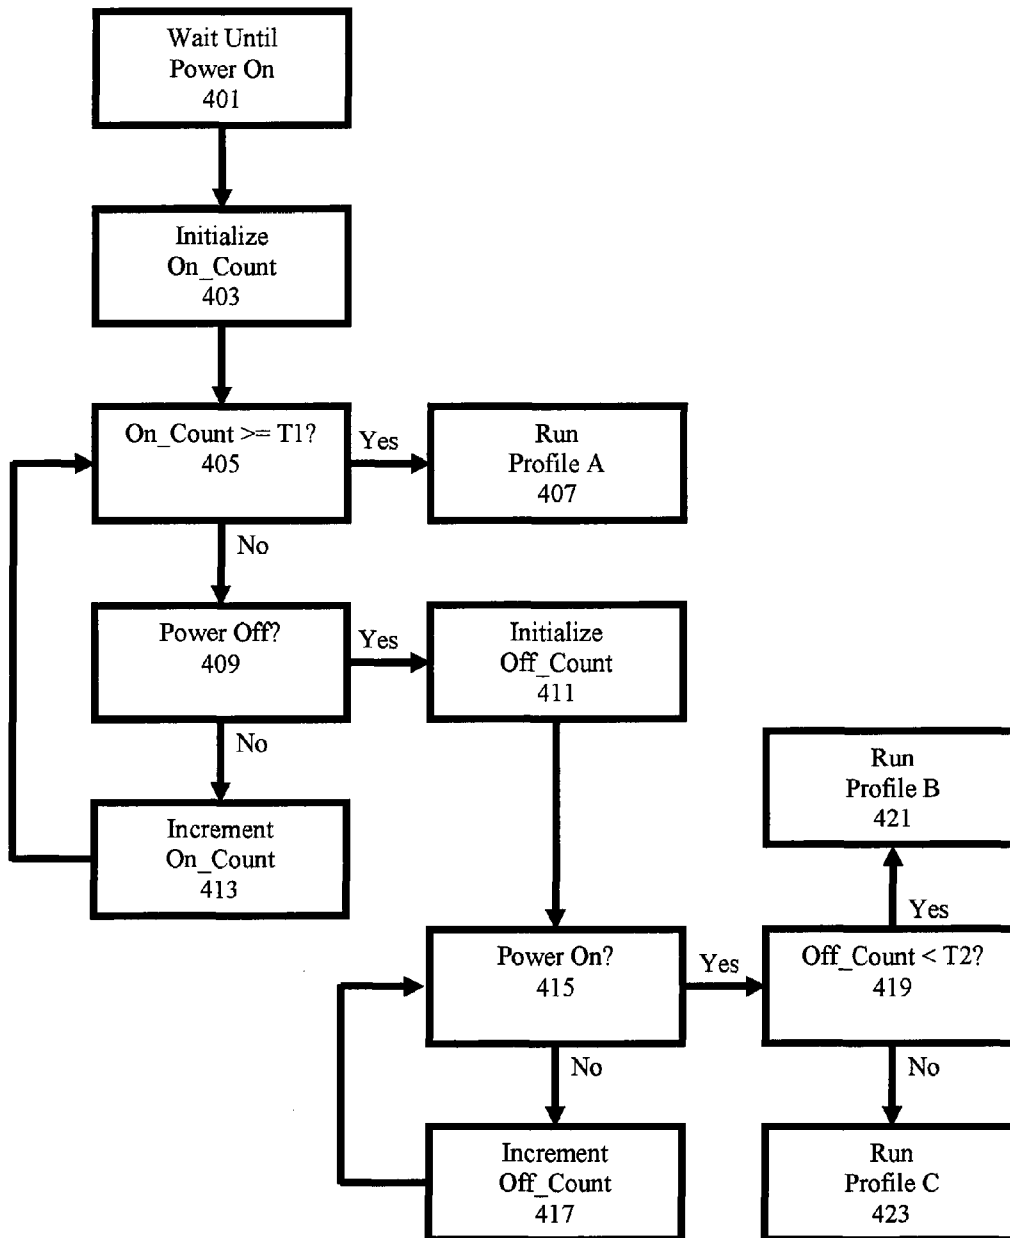 Wait Until
Power On
401
Initialize
On_Count
403
On_Count >= T1?
405
Yes
Run
Profile A
407
No
Power Off?
409
Yes
Initialize
Off_Count
411
No
Run
Profile B
421
Increment
On_Count
413
Yes
Power On?
415
Yes
Off_Count < T2?
419
No
No
Increment
Off_Count
417
Run
Profile C
423